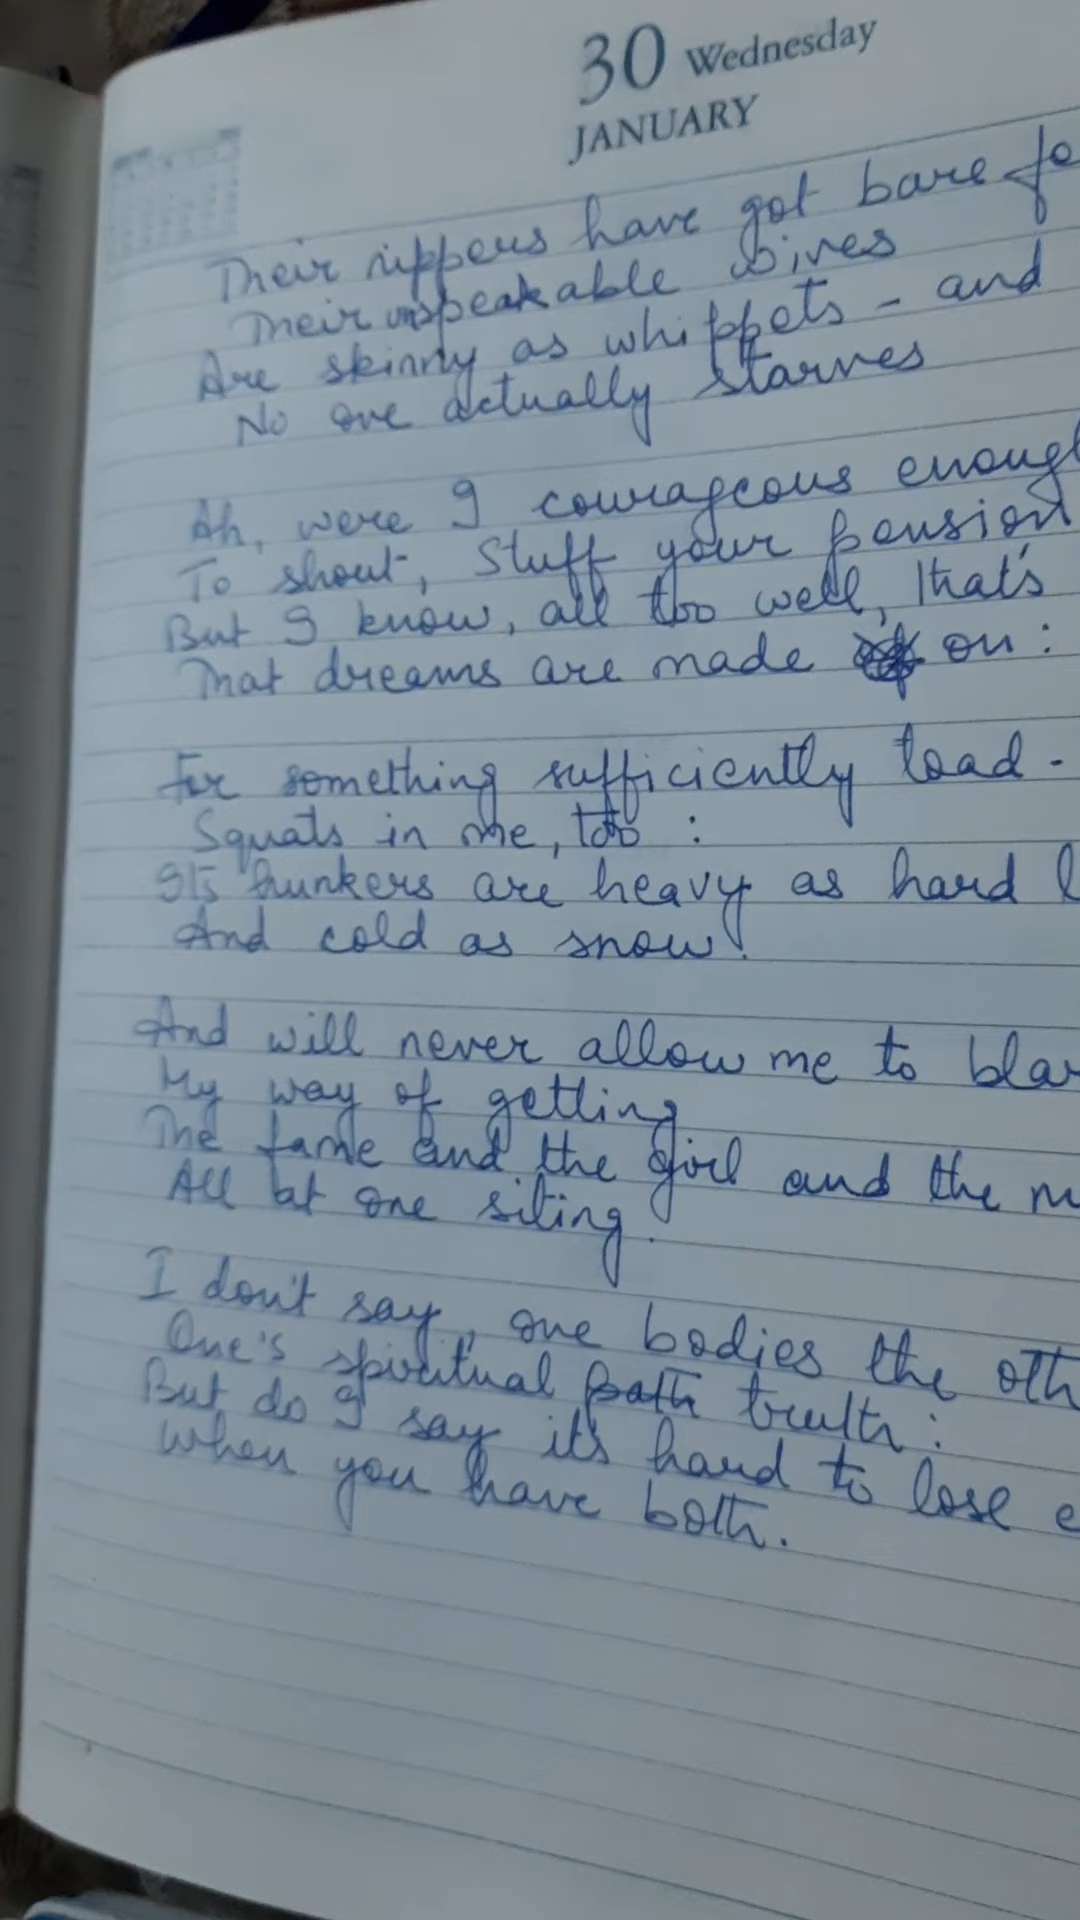 30 Wednesday
JANUARY
Their nippers have got bare fe
Their unspeakable wives
Are skinny as whippets - and
No one actually starves
Ah, were I courageous enough
To shout, Stuff your pension
But I know, all too well, that's
That dreams are made on:
For something sufficiently toad-
Squats in me, too:
Its hunkers are heavy as hard l
And cold as snow.
And will never allow me to blar
My way of getting
The fame and the girl and the m
All at one siting.
I don't say, one bodies the oth
One's spiritual path truth:
But do I say it's hard to lose e
When you have both.